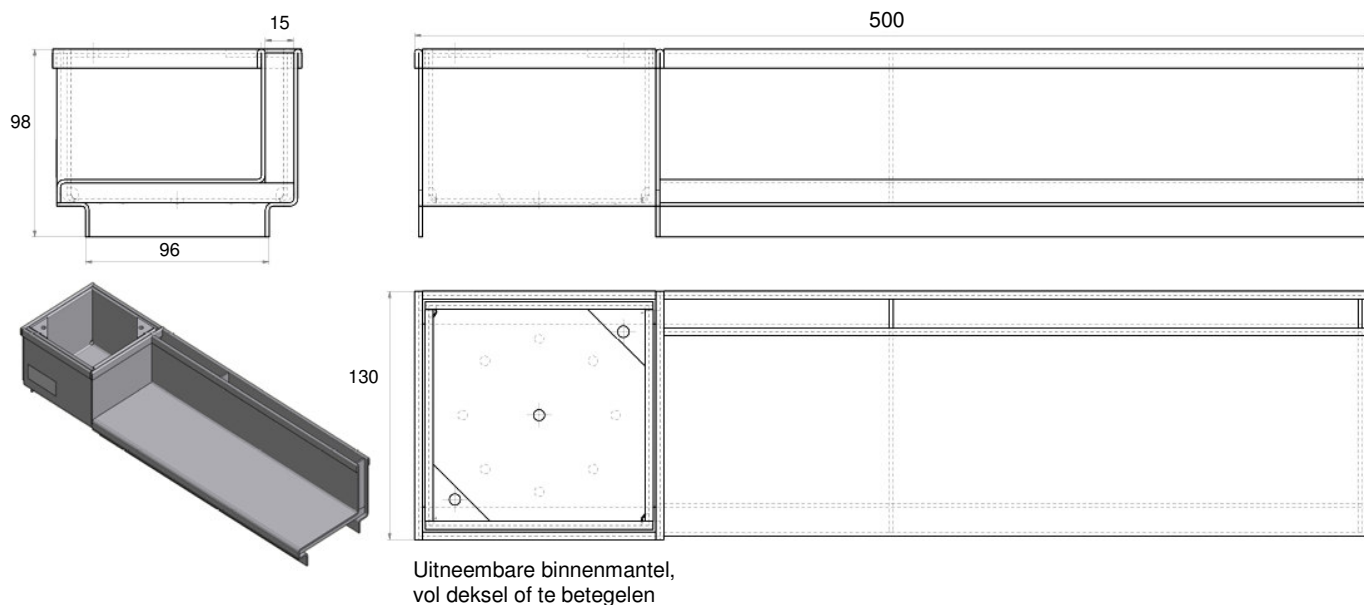 15
500
98
96
130
Uitneembare binnenmantel,
vol deksel of te betegelen